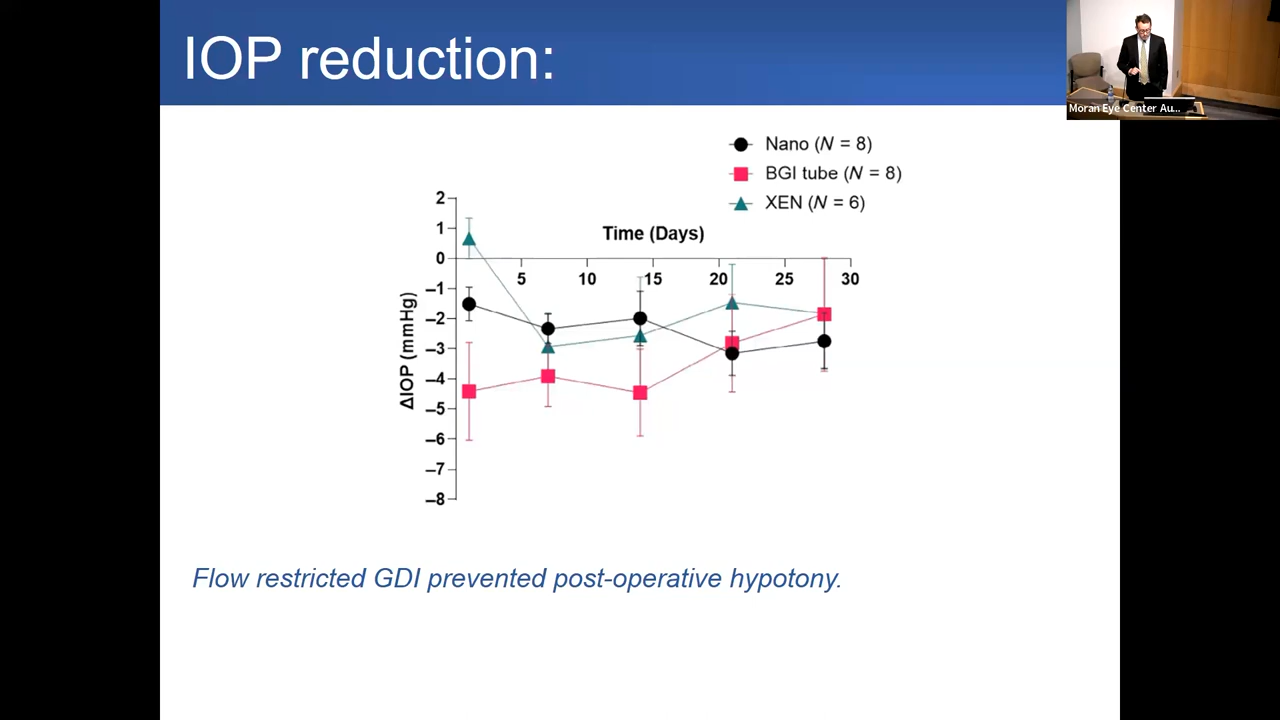 IOP reduction:
Moran Eye Center Au...
Nano (N = 8)
BGI tube (N = 8)
XEN (N = 6)
Time (Days)
2
1
0
–1
–2
–3
–4
–5
–6
–7
–8
5
10
15
20
25
30
ΔIOP (mmHg)
Flow restricted GDI prevented post-operative hypotony.